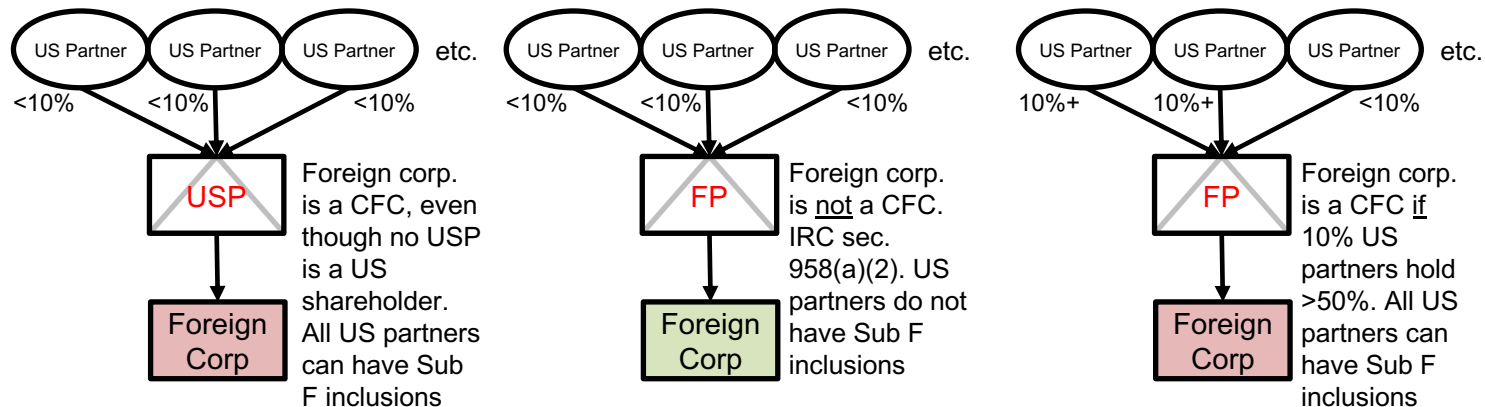 US Partner US Partner US Partner etc.
<10% <10% <10%
USP
Foreign corp.
is a CFC, even
though no USP
is a US
shareholder.
All US partners
can have Sub
F inclusions
Foreign
Corp
US Partner US Partner US Partner etc.
<10% <10% <10%
FP
Foreign corp.
is not a CFC.
IRC sec.
958(a)(2). US
partners do not
have Sub F
inclusions
Foreign
Corp
US Partner US Partner US Partner etc.
10%+ 10%+ <10%
FP
Foreign corp.
is a CFC if
10% US
partners hold
>50%. All US
partners can
have Sub F
inclusions
Foreign
Corp